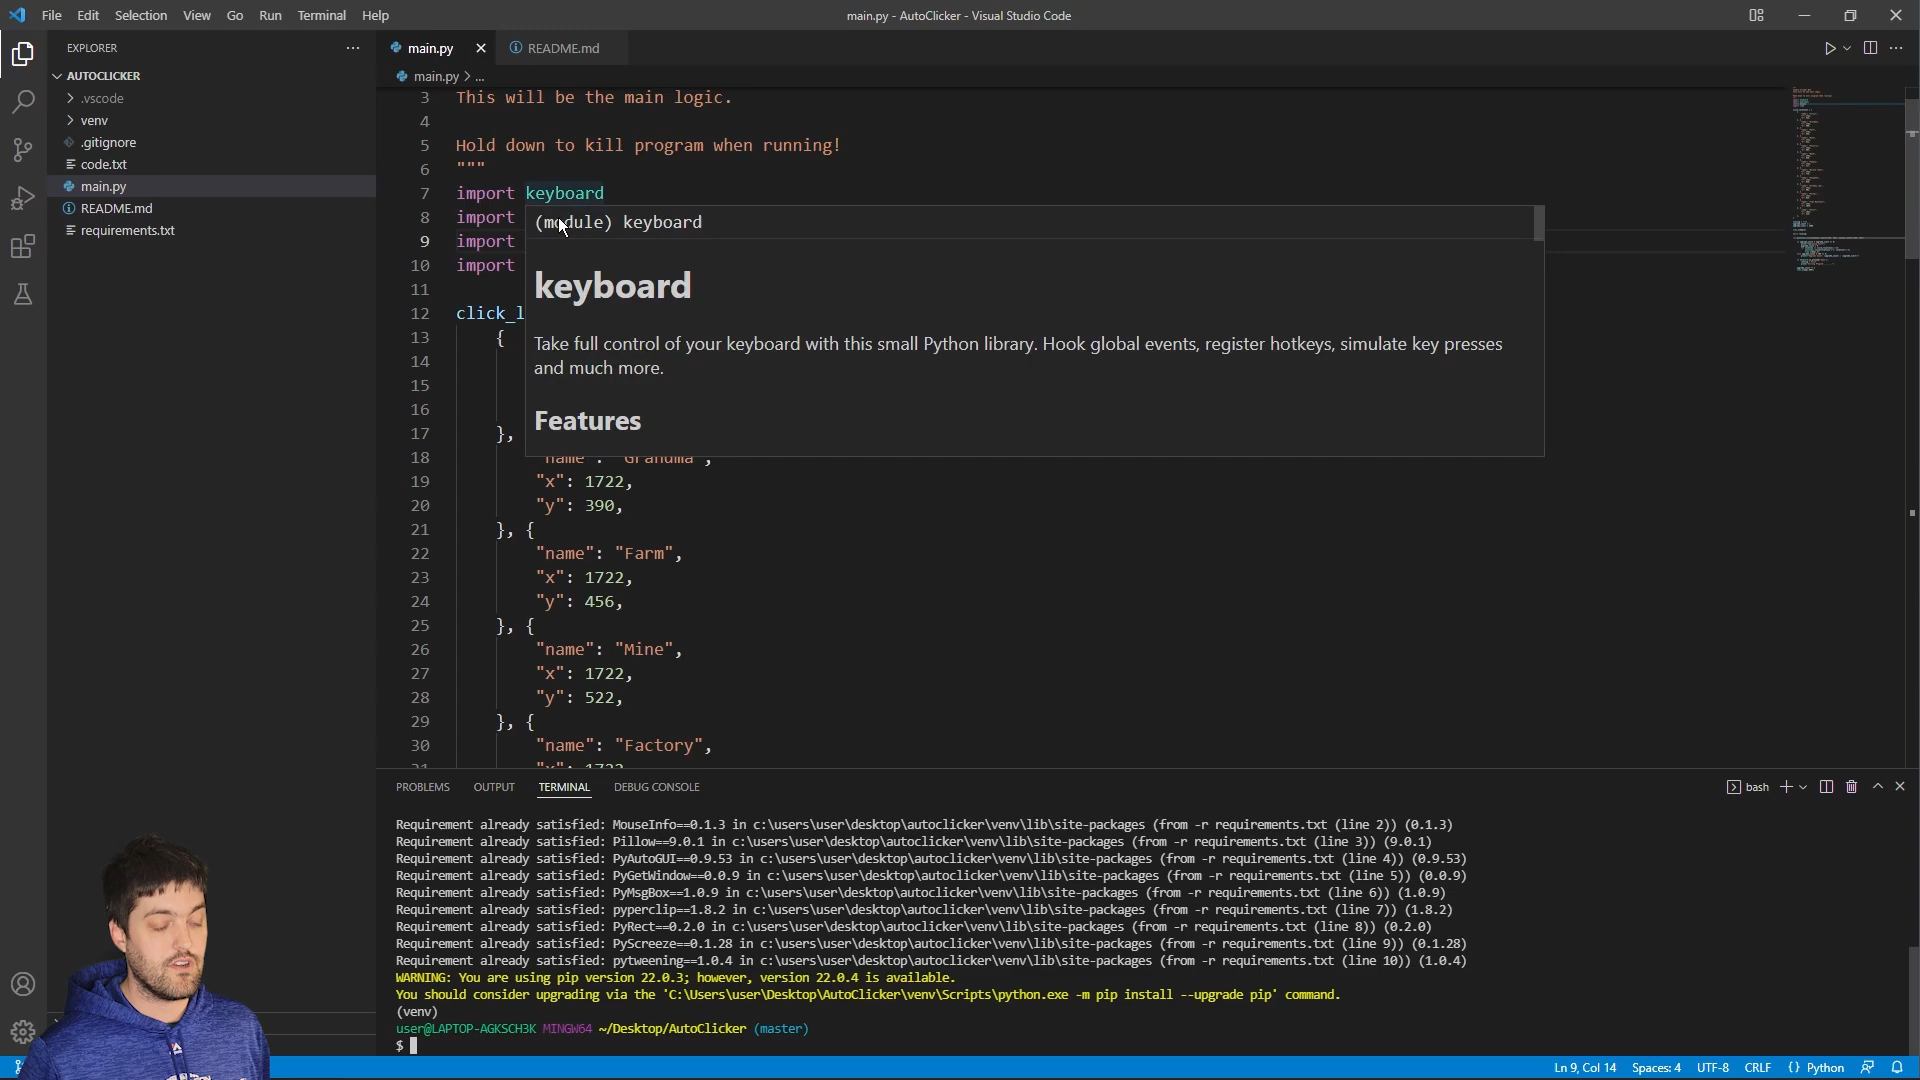 File Edit Selection View Go Run Terminal Help
main.py - AutoClicker - Visual Studio Code
EXPLORER
AUTOCLICKER
.vscode
venv
.gitignore
code.txt
main.py
README.md
requirements.txt
main.py
README.md
main.py > ...
3 This will be the main logic.
4
5 Hold down to kill program when running!
6 """
7 import keyboard
8 import
9 import
10 import
11
12 click_l
13 {
14
15
16
17 },
18 "name": "Grandma",
19 "x": 1722,
20 "y": 390,
21 }, {
22 "name": "Farm",
23 "x": 1722,
24 "y": 456,
25 }, {
26 "name": "Mine",
27 "x": 1722,
28 "y": 522,
29 }, {
30 "name": "Factory",
31 "x": 1722,
(module) keyboard
keyboard
Take full control of your keyboard with this small Python library. Hook global events, register hotkeys, simulate key presses
and much more.
Features
PROBLEMS OUTPUT TERMINAL DEBUG CONSOLE
bash
Requirement already satisfied: MouseInfo==0.1.3 in c:\users\user\desktop\autoclicker\venv\lib\site-packages (from -r requirements.txt (line 2)) (0.1.3)
Requirement already satisfied: Pillow==9.0.1 in c:\users\user\desktop\autoclicker\venv\lib\site-packages (from -r requirements.txt (line 3)) (9.0.1)
Requirement already satisfied: PyAutoGUI==0.9.53 in c:\users\user\desktop\autoclicker\venv\lib\site-packages (from -r requirements.txt (line 4)) (0.9.53)
Requirement already satisfied: PyGetWindow==0.0.9 in c:\users\user\desktop\autoclicker\venv\lib\site-packages (from -r requirements.txt (line 5)) (0.0.9)
Requirement already satisfied: PyMsgBox==1.0.9 in c:\users\user\desktop\autoclicker\venv\lib\site-packages (from -r requirements.txt (line 6)) (1.0.9)
Requirement already satisfied: pyperclip==1.8.2 in c:\users\user\desktop\autoclicker\venv\lib\site-packages (from -r requirements.txt (line 7)) (1.8.2)
Requirement already satisfied: PyRect==0.2.0 in c:\users\user\desktop\autoclicker\venv\lib\site-packages (from -r requirements.txt (line 8)) (0.2.0)
Requirement already satisfied: PyScreeze==0.1.28 in c:\users\user\desktop\autoclicker\venv\lib\site-packages (from -r requirements.txt (line 9)) (0.1.28)
Requirement already satisfied: pytweening==1.0.4 in c:\users\user\desktop\autoclicker\venv\lib\site-packages (from -r requirements.txt (line 10)) (1.0.4)
WARNING: You are using pip version 22.0.3; however, version 22.0.4 is available.
You should consider upgrading via the 'C:\Users\user\Desktop\AutoClicker\venv\Scripts\python.exe -m pip install --upgrade pip' command.
(venv)
user@LAPTOP-AGKSCH3K MINGW64 ~/Desktop/AutoClicker (master)
$
Ln 9, Col 14 Spaces: 4 UTF-8 CRLF {} Python